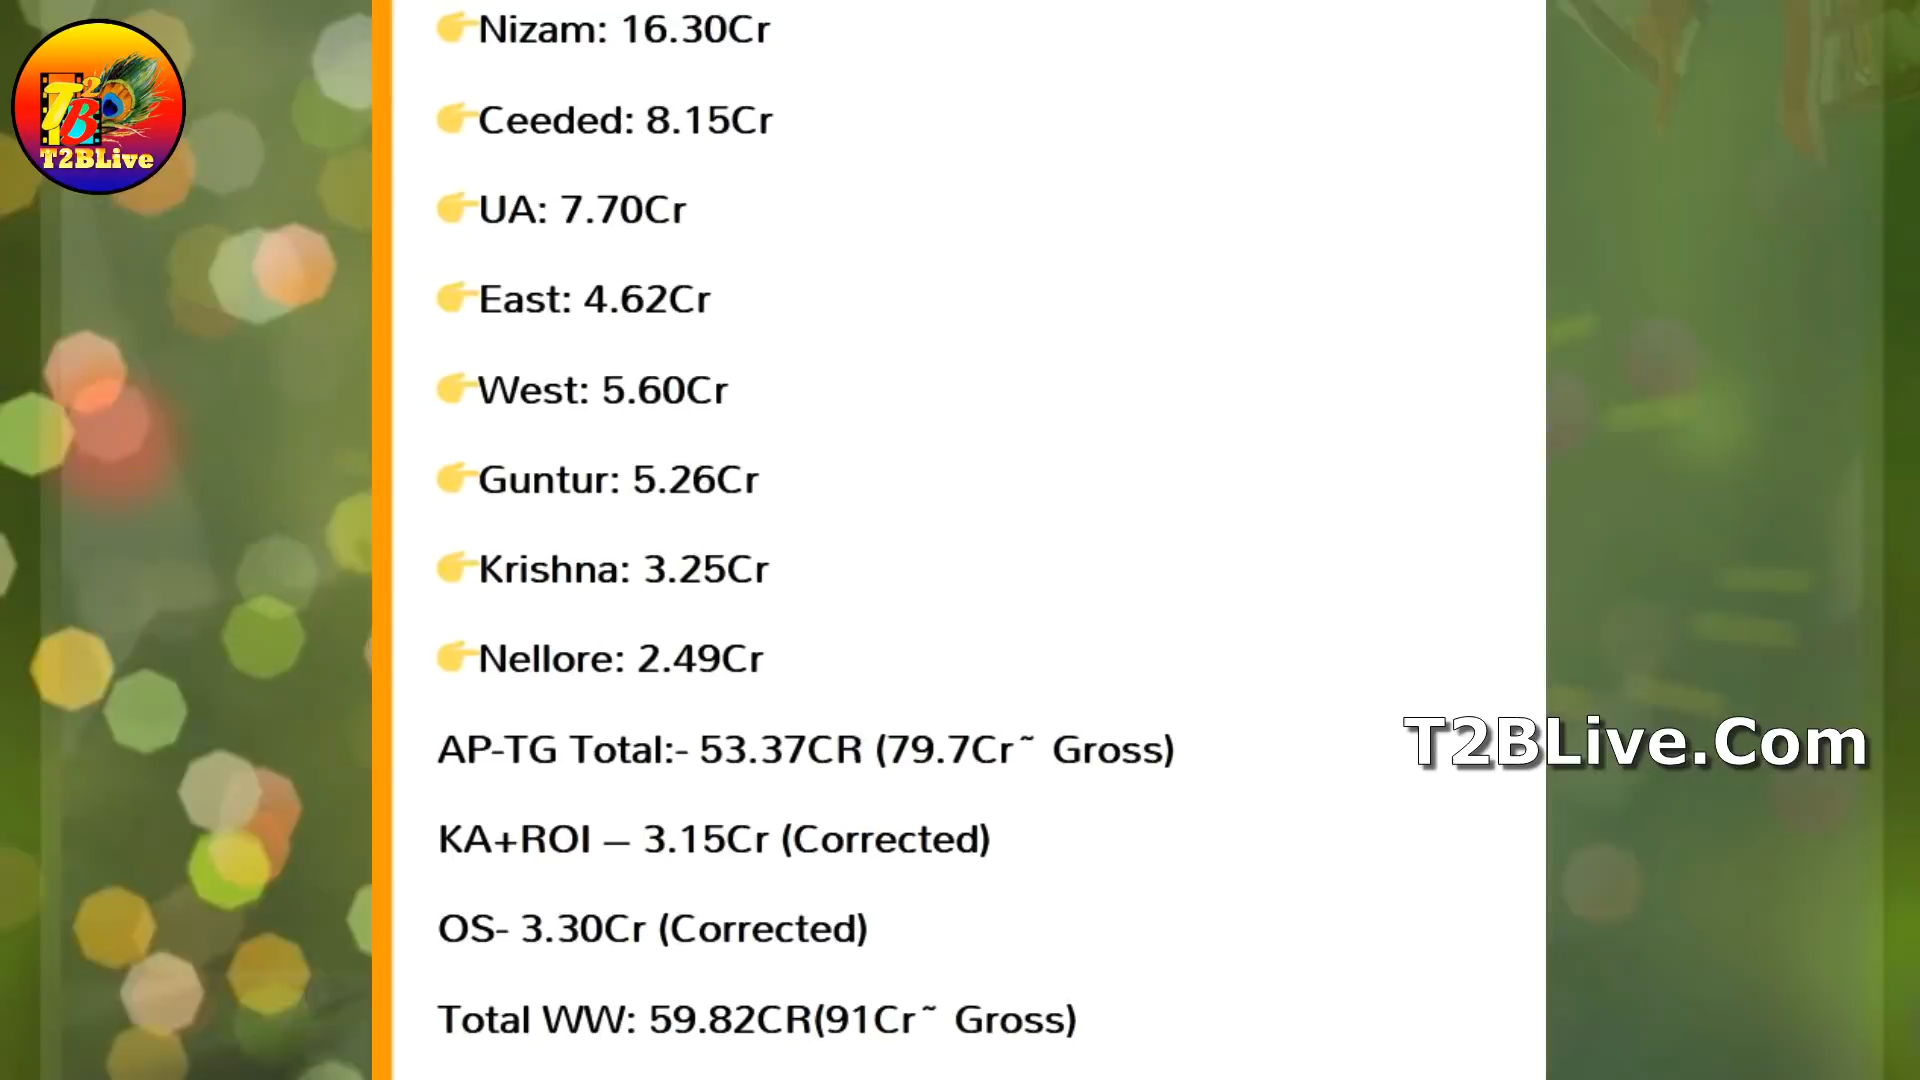 T2B
T2BLive
👉Nizam: 16.30Cr
👉Ceeded: 8.15Cr
👉UA: 7.70Cr
👉East: 4.62Cr
👉West: 5.60Cr
👉Guntur: 5.26Cr
👉Krishna: 3.25Cr
👉Nellore: 2.49Cr
AP-TG Total:- 53.37CR (79.7Cr~ Gross)
T2BLive.Com
KA+ROI – 3.15Cr (Corrected)
OS- 3.30Cr (Corrected)
Total WW: 59.82CR(91Cr~ Gross)